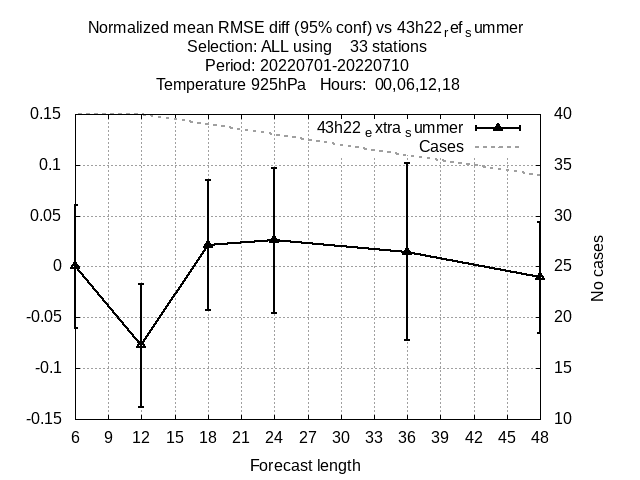 Normalized mean RMSE diff (95% conf) vs 43h22ref summer
Selection: ALL using 33 stations
Period: 20220701-20220710
Temperature 925hPa Hours: 00,06,12,18
0.15 40
43h22 extra summer
Cases
0.1 35
0.05 30
0 25
No cases
-0.05 20
-0.1 15
-0.15 10
6 9 12 15 18 21 24 27 30 33 36 39 42 45 48
Forecast length